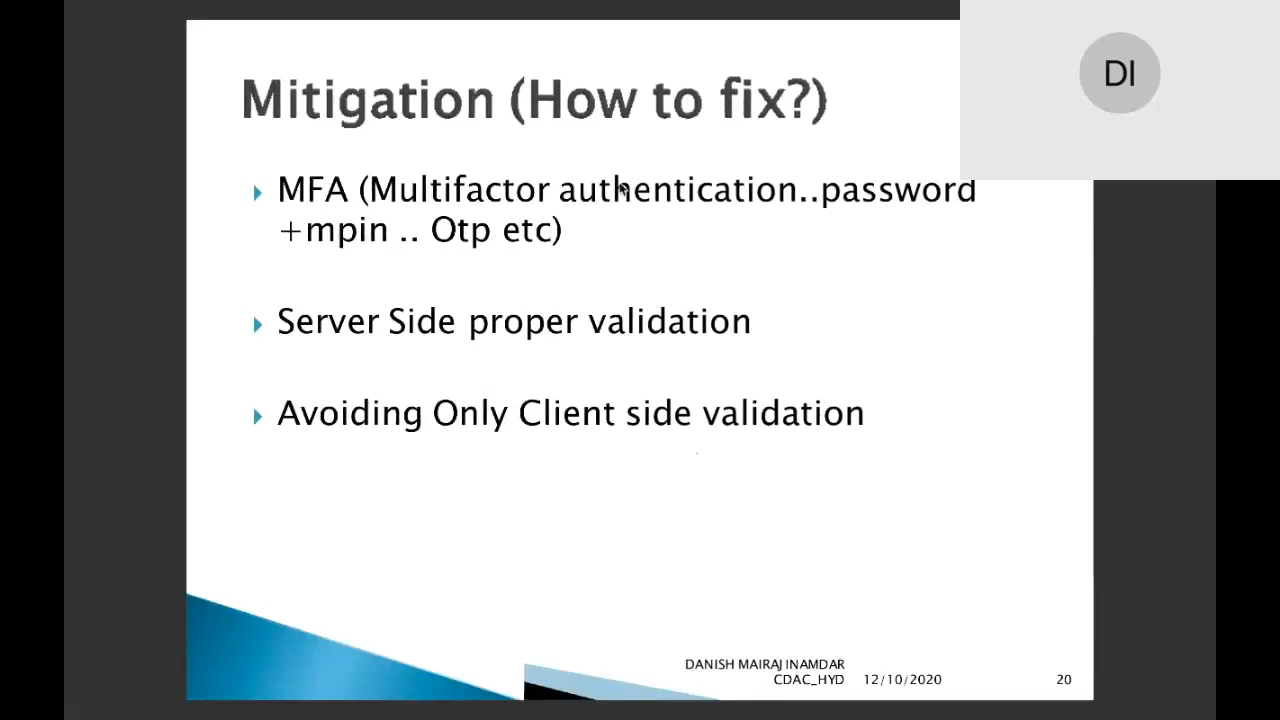 DI
Mitigation (How to fix?)
MFA (Multifactor authentication..password
+mpin .. Otp etc)
Server Side proper validation
Avoiding Only Client side validation
DANISH MAIRAJ INAMDAR
CDAC_HYD 12/10/2020 20